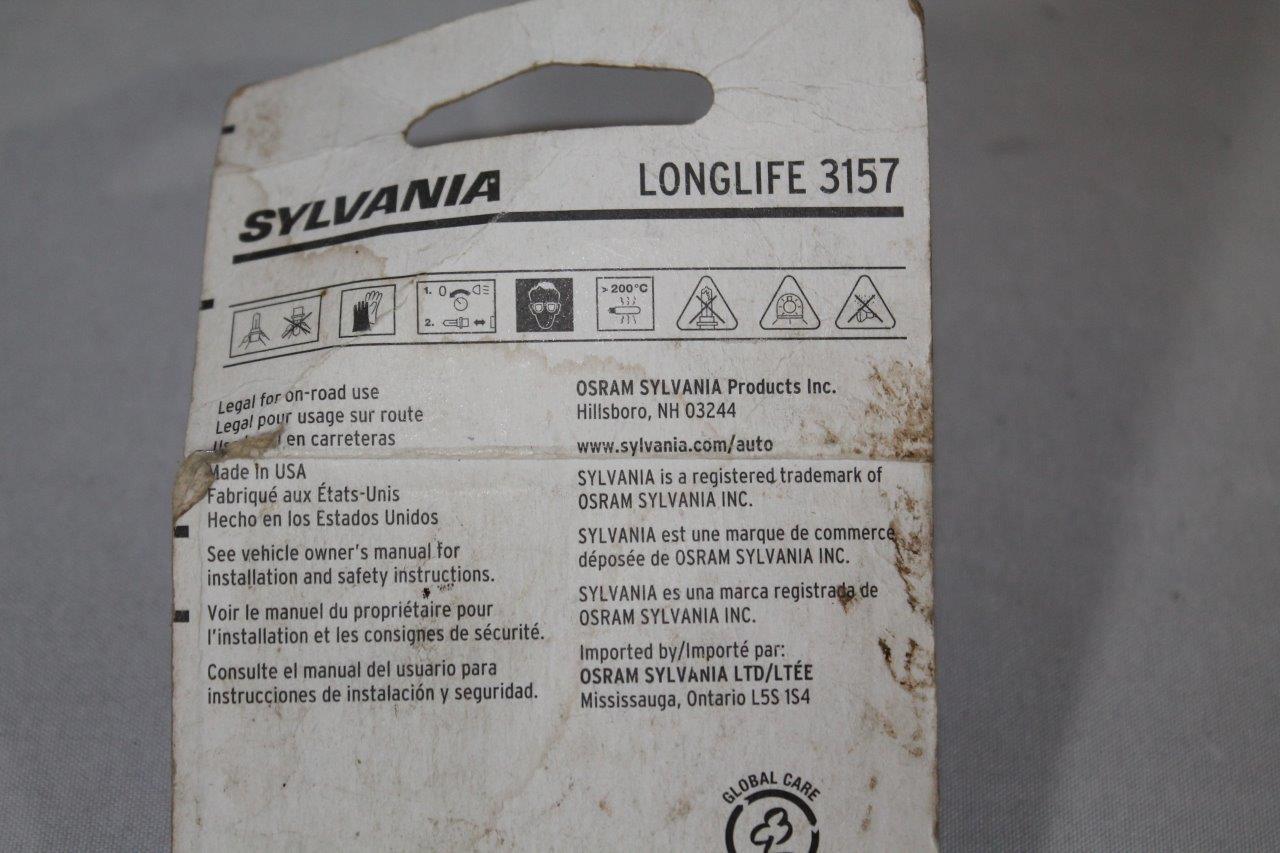 SYLVANIA
LONGLIFE 3157
1. 0
2.
> 200°C
Legal for on-road use
Legal pour usage sur route
en carreteras
Made In USA
Fabriqué aux États-Unis
Hecho en los Estados Unidos
See vehicle owner's manual for
installation and safety instructions.
Voir le manuel du propriétaire pour
l'installation et les consignes de sécurité.
Consulte el manual del usuario para
instrucciones de instalación y seguridad.
OSRAM SYLVANIA Products Inc.
Hillsboro, NH 03244
www.sylvania.com/auto
SYLVANIA is a registered trademark of
OSRAM SYLVANIA INC.
SYLVANIA est une marque de commerce
déposée de OSRAM SYLVANIA INC.
SYLVANIA es una marca registrada de
OSRAM SYLVANIA INC.
Imported by/Importé par:
OSRAM SYLVANIA LTD/LTÉE
Mississauga, Ontario L5S 1S4
GLOBAL CARE